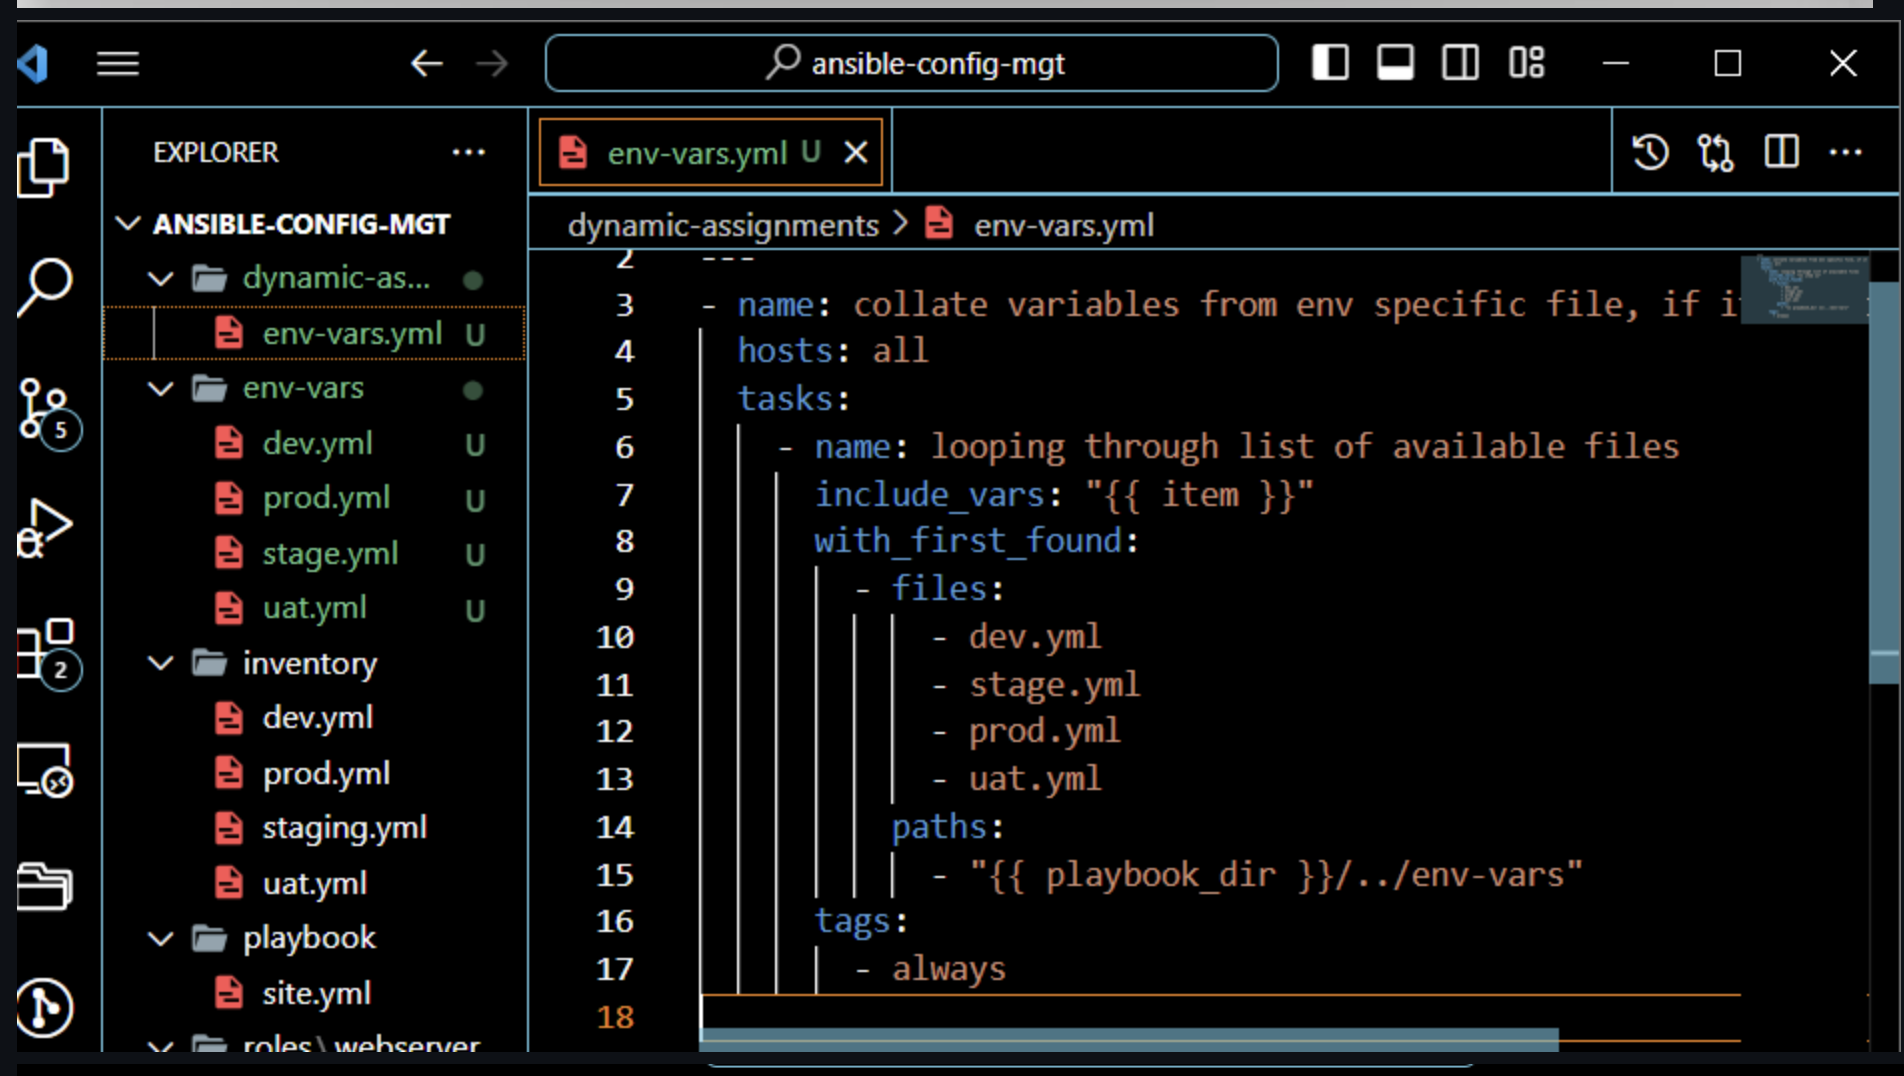 ansible-config-mgt
EXPLORER
env-vars.yml U
ANSIBLE-CONFIG-MGT
dynamic-as...
env-vars.yml U
env-vars
dev.yml U
prod.yml U
stage.yml U
uat.yml U
inventory
dev.yml
prod.yml
staging.yml
uat.yml
playbook
site.yml
roles\webserver
5
2
dynamic-assignments > env-vars.yml
2 ---
3 - name: collate variables from env specific file, if i
4 hosts: all
5 tasks:
6 - name: looping through list of available files
7 include_vars: "{{ item }}"
8 with_first_found:
9 - files:
10 - dev.yml
11 - stage.yml
12 - prod.yml
13 - uat.yml
14 paths:
15 - "{{ playbook_dir }}/../env-vars"
16 tags:
17 - always
18